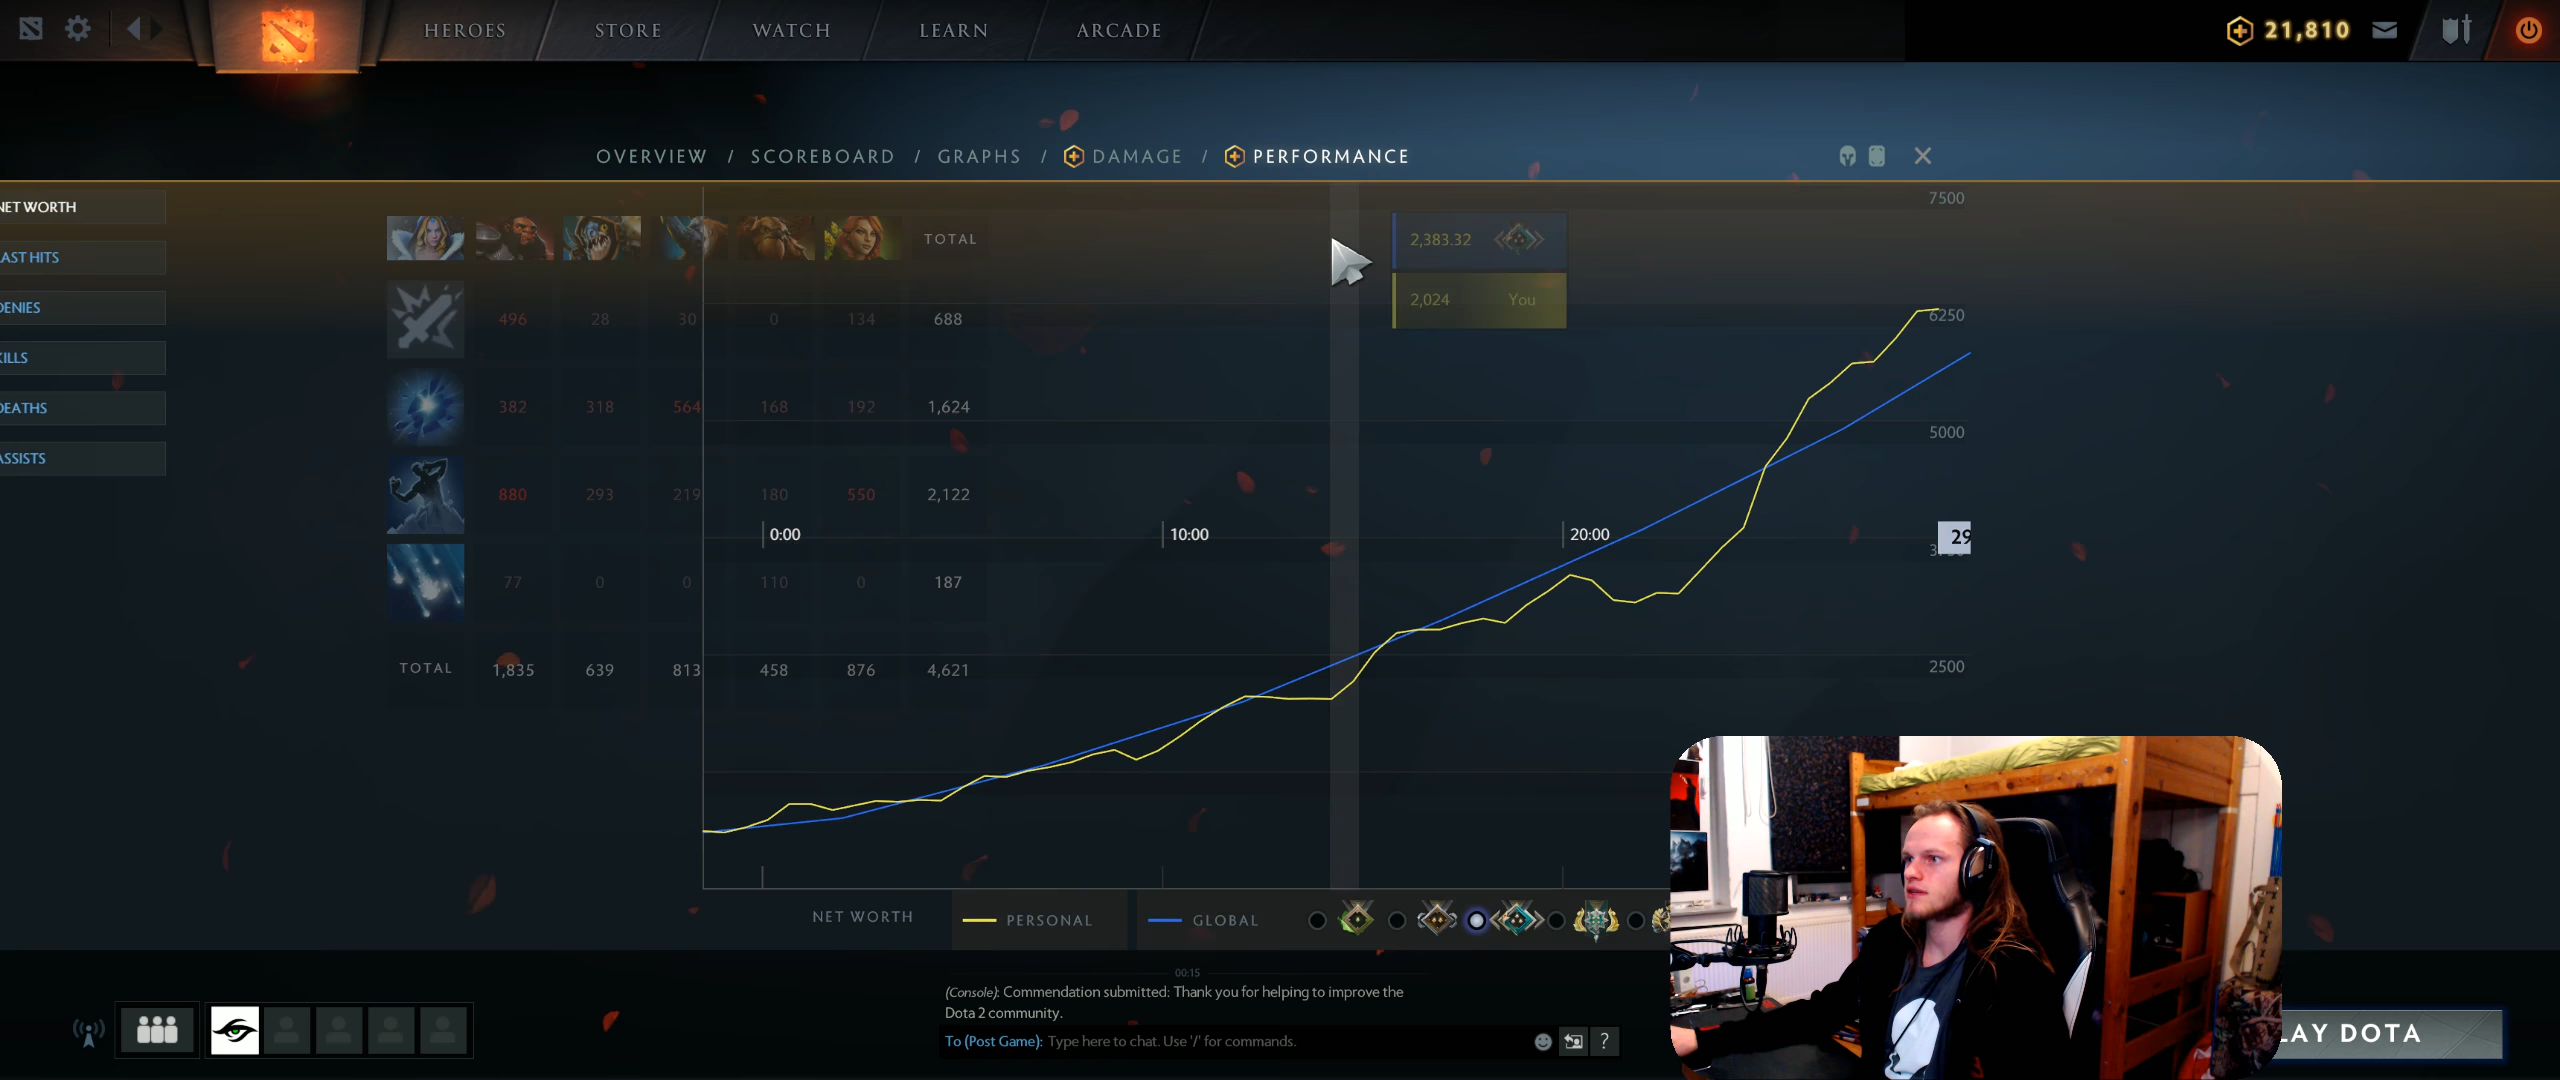 HEROES STORE WATCH LEARN ARCADE 21,810
OVERVIEW / SCOREBOARD / GRAPHS / DAMAGE / PERFORMANCE
NET WORTH
LAST HITS
DENIES
KILLS
DEATHS
ASSISTS
TOTAL
496 28 30 0 134 688
382 318 564 168 192 1,624
880 293 219 180 550 2,122
77 0 0 110 0 187
TOTAL 1,835 639 813 458 876 4,621
2,383.32
2,024 You
7500
6250
5000
2500
0:00 10:00 20:00 29
NET WORTH PERSONAL GLOBAL
00:15
(Console): Commendation submitted: Thank you for helping to improve the
Dota 2 community.
To (Post Game): Type here to chat. Use '/' for commands.
?
LAY DOTA